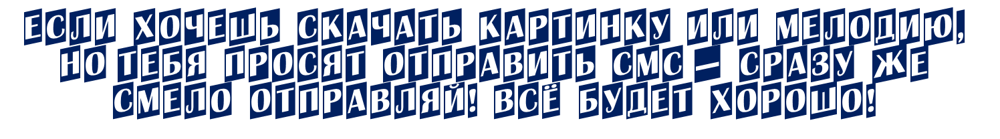 ЕСЛИ ХОЧЕШЬ СКАЧАТЬ КАРТИНКУ ИЛИ МЕЛОДИЮ,
НО ТЕБЯ ПРОСЯТ ОТПРАВИТЬ СМС — СРАЗУ ЖЕ
СМЕЛО ОТПРАВЛЯЙ! ВСЁ БУДЕТ ХОРОШО!